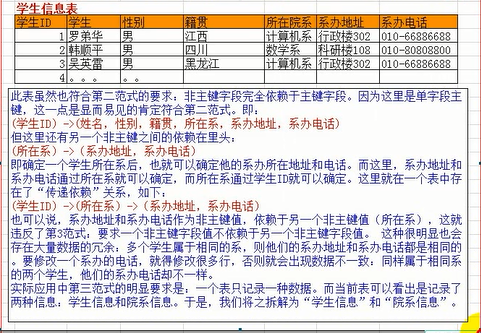 学生信息表
学生ID 学生 性别 籍贯 所在院系 系办地址 系办电话
1 罗弟华 男 江西 计算机系 行政楼302 010-66886688
2 韩顺平 男 四川 数学系 科研楼108 010-80808800
3 吴英雷 男 黑龙江 计算机系 行政楼302 010-66886688
4 。 。 。
此表虽然也符合第二范式的要求：非主键字段完全依赖于主键字段。因为这里是单字段主
键，这一点是显而易见的肯定符合第二范式。即：
(学生ID) ->(姓名，性别，籍贯，所在系，系办地址，系办电话)
但这里还有另一个非主键之间的依赖在里头：
(所在系) ->(系办地址，系办电话)
即确定一个学生所在系后，也就可以确定他的系办所在地和电话。而这里，系办地址和
系办电话通过所在系就可以确定，而所在系通过学生ID就可以确定。这里就在一个表中存
在了“传递依赖”关系，如下：
(学生ID) ->(所在系) -> (系办地址，系办电话)
也可以说，系办地址和系办电话作为非主键值，依赖于另一个非主键值（所在系），这就
违反了第3范式：要求一个非主键字段值不依赖于另一个非主键字段值。 这种很明显也会
存在大量数据的冗余：多个学生属于相同的系，则他们的系办地址和系办电话都是相同的
。要修改一个系办的电话，就得修改很多行，否则就会出现数据不一致：同样属于相同系
的两个学生，他们的系办电话却不一样。
实际应用中第三范式的明显要求是：一个表只记录一种数据。而当前表可以看出是记录了
两种信息：学生信息和院系信息。于是，我们将之拆解为“学生信息”和“院系信息”。